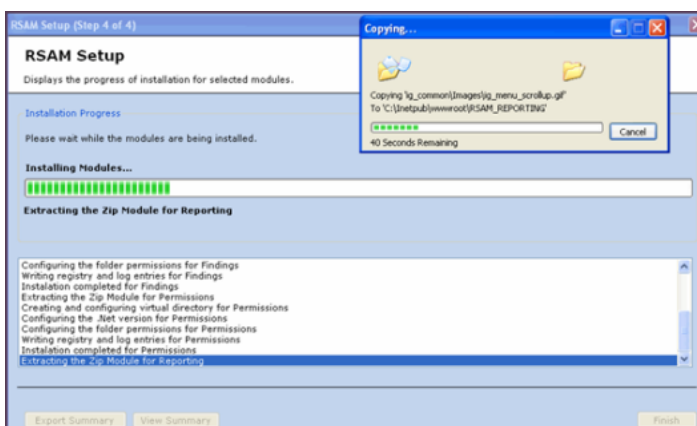 RSAM Setup (Step 4 of 4)
RSAM Setup
Displays the progress of installation for selected modules.
Copying...
Copying 'ig_common\Images\ig_menu_scrollup.gif'
To 'C:\Inetpub\wwwroot\RSAM_REPORTING'
Cancel
40 Seconds Remaining
Installation Progress
Please wait while the modules are being installed.
Installing Modules...
Extracting the Zip Module for Reporting
Configuring the folder permissions for Findings
Writing registry and log entries for Findings
Instalation completed for Findings
Extracting the Zip Module for Permissions
Creating and configuring virtual directory for Permissions
Configuring the .Net version for Permissions
Configuring the folder permissions for Permissions
Writing registry and log entries for Permissions
Instalation completed for Permissions
Extracting the Zip Module for Reporting
Export Summary
View Summary
Finish